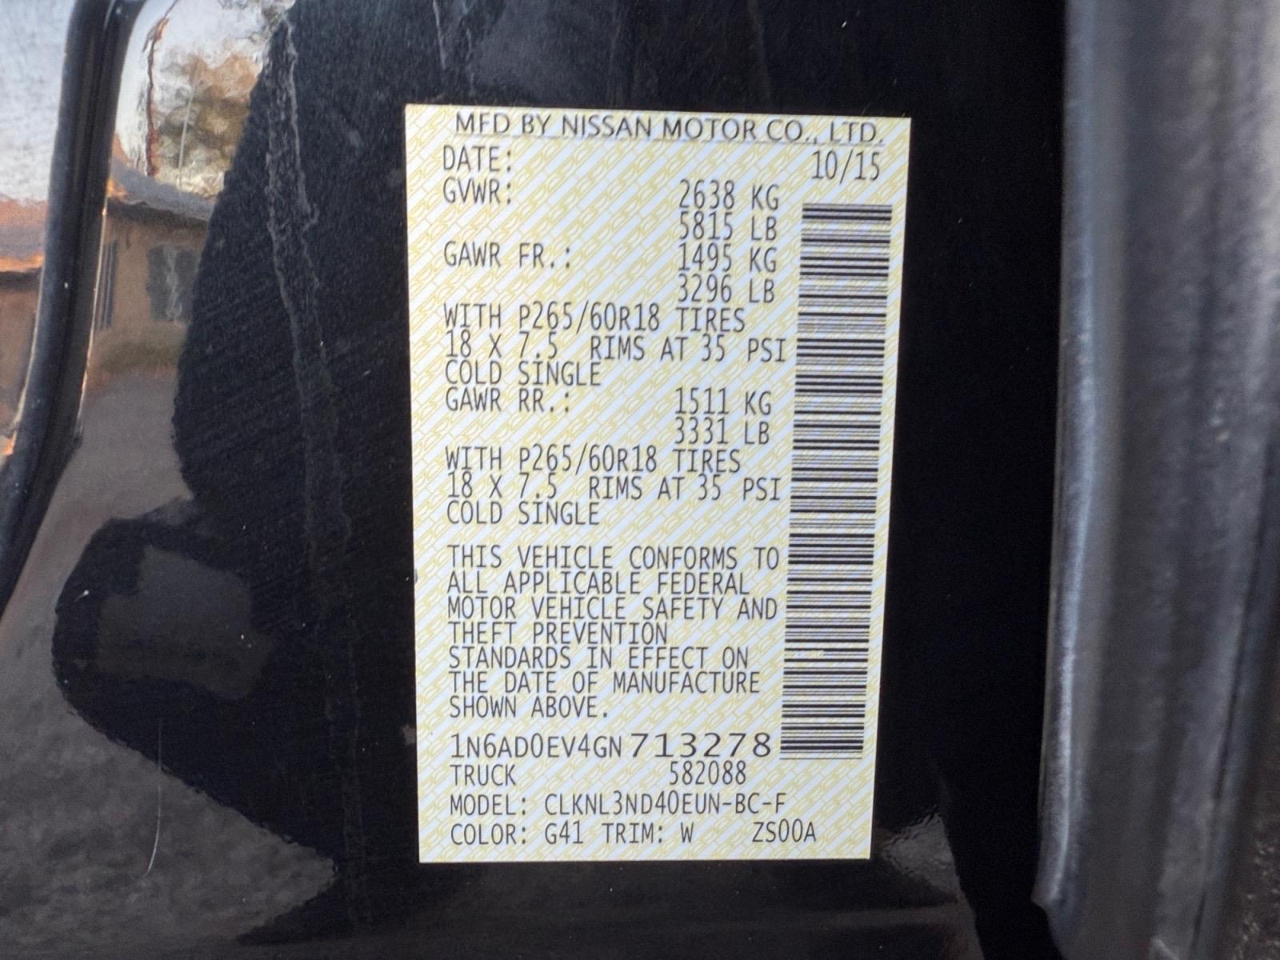 MFD BY NISSAN MOTOR CO., LTD.
DATE: 10/15
GVWR: 2638 KG
5815 LB
GAWR FR.: 1495 KG
3296 LB
WITH P265/60R18 TIRES
18 X 7.5 RIMS AT 35 PSI
COLD SINGLE
GAWR RR.: 1511 KG
3331 LB
WITH P265/60R18 TIRES
18 X 7.5 RIMS AT 35 PSI
COLD SINGLE
THIS VEHICLE CONFORMS TO
ALL APPLICABLE FEDERAL
MOTOR VEHICLE SAFETY AND
THEFT PREVENTION
STANDARDS IN EFFECT ON
THE DATE OF MANUFACTURE
SHOWN ABOVE.
1N6AD0EV4GN713278
TRUCK 582088
MODEL: CLKNL3ND40EUN-BC-F
COLOR: G41 TRIM: W ZS00A